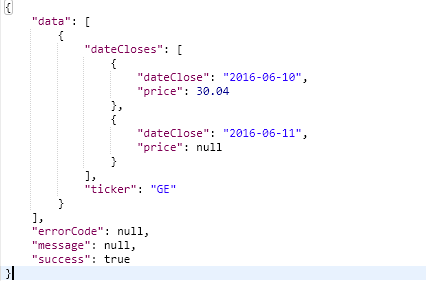 {
    "data": [
        {
            "dateCloses": [
                {
                    "dateClose": "2016-06-10",
                    "price": 30.04
                },
                {
                    "dateClose": "2016-06-11",
                    "price": null
                }
            ],
            "ticker": "GE"
        }
    ],
    "errorCode": null,
    "message": null,
    "success": true
}